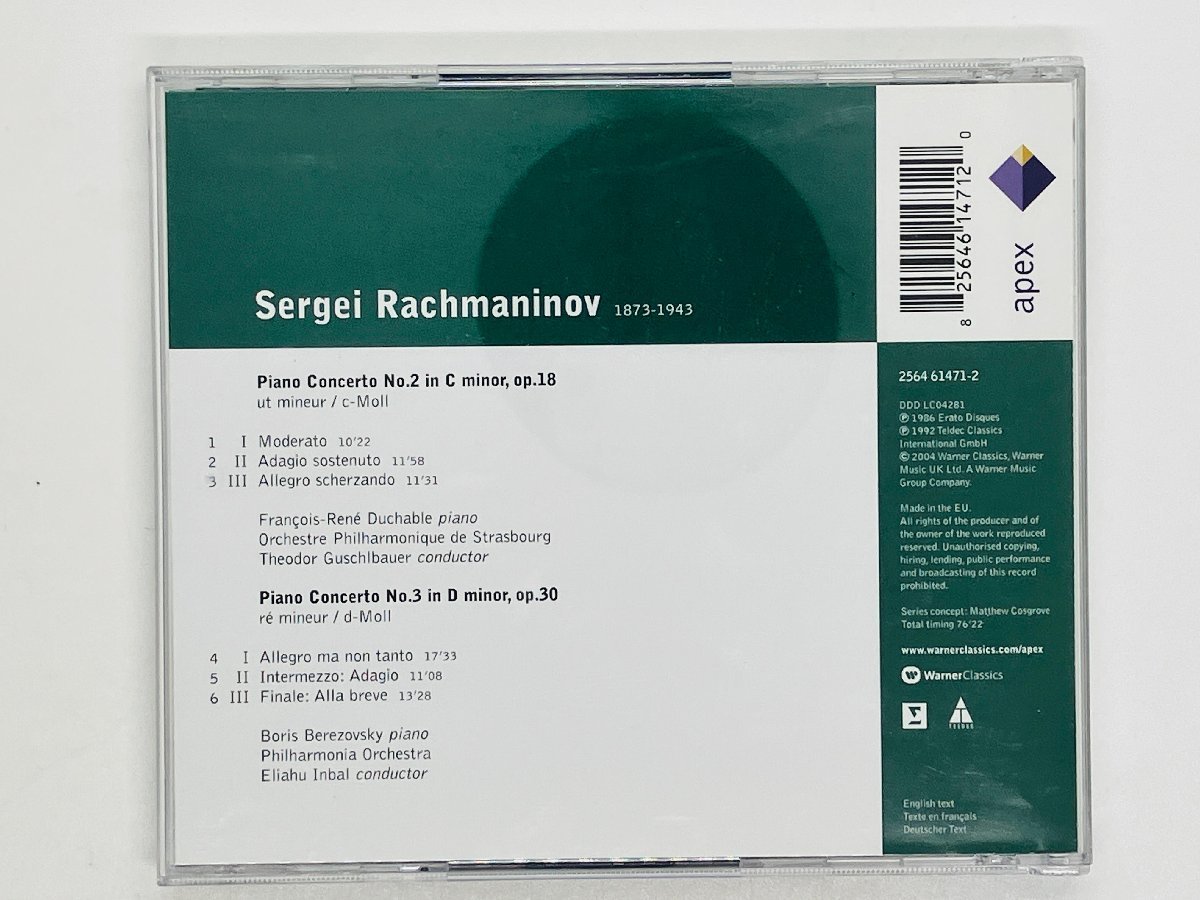 Sergei Rachmaninov 1873-1943
Piano Concerto No.2 in C minor, op.18
ut mineur / c-Moll
1 I Moderato 10'22
2 II Adagio sostenuto 11'58
3 III Allegro scherzando 11'31
François-René Duchable piano
Orchestre Philharmonique de Strasbourg
Theodor Guschlbauer conductor
Piano Concerto No.3 in D minor, op.30
ré mineur / d-Moll
4 I Allegro ma non tanto 17'33
5 II Intermezzo: Adagio 11'08
6 III Finale: Alla breve 13'28
Boris Berezovsky piano
Philharmonia Orchestra
Eliahu Inbal conductor
8 25646 14712 0
apex
2564 61471-2
DDD LC04281
℗ 1986 Erato Disques
℗ 1992 Teldec Classics
International GmbH
© 2004 Warner Classics, Warner
Music UK Ltd. A Warner Music
Group Company.
Made in the EU.
All rights of the producer and of
the owner of the work reproduced
reserved. Unauthorised copying,
hiring, lending, public performance
and broadcasting of this record
prohibited.
Series concept: Matthew Cosgrove
Total timing 76'22
www.warnerclassics.com/apex
WarnerClassics
TELDEC
English text
Texte en français
Deutscher Text